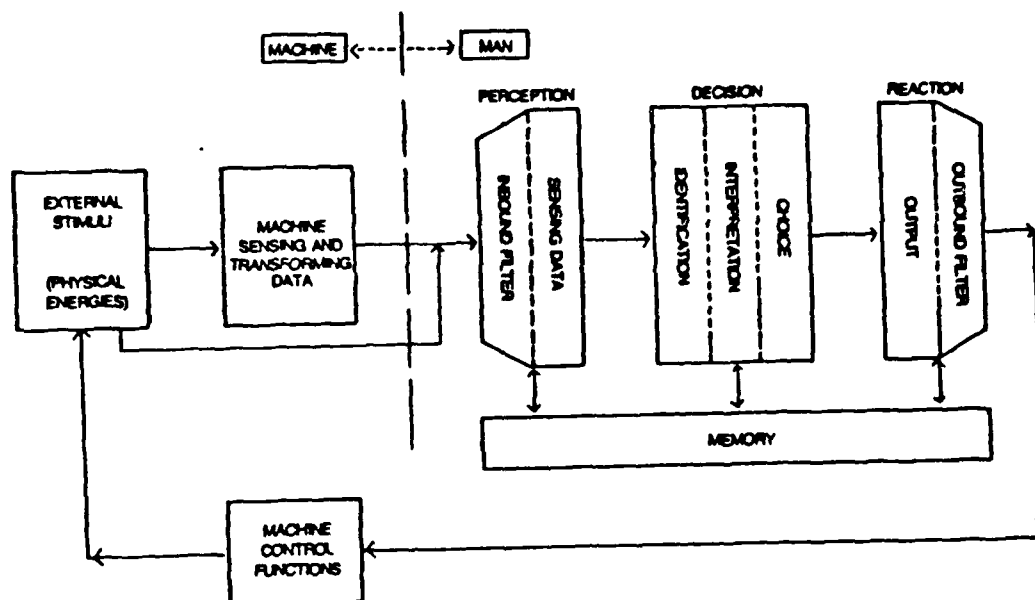 MACHINE
MAN
PERCEPTION
DECISION
REACTION
EXTERNAL
STIMULI
(PHYSICAL
ENERGIES)
MACHINE
SENSING AND
TRANSFORMING
DATA
INBOUND FILTER
SENSING DATA
IDENTIFICATION
INTERPRETATION
CHOICE
OUTPUT
OUTBOUND FILTER
MEMORY
MACHINE
CONTROL
FUNCTIONS